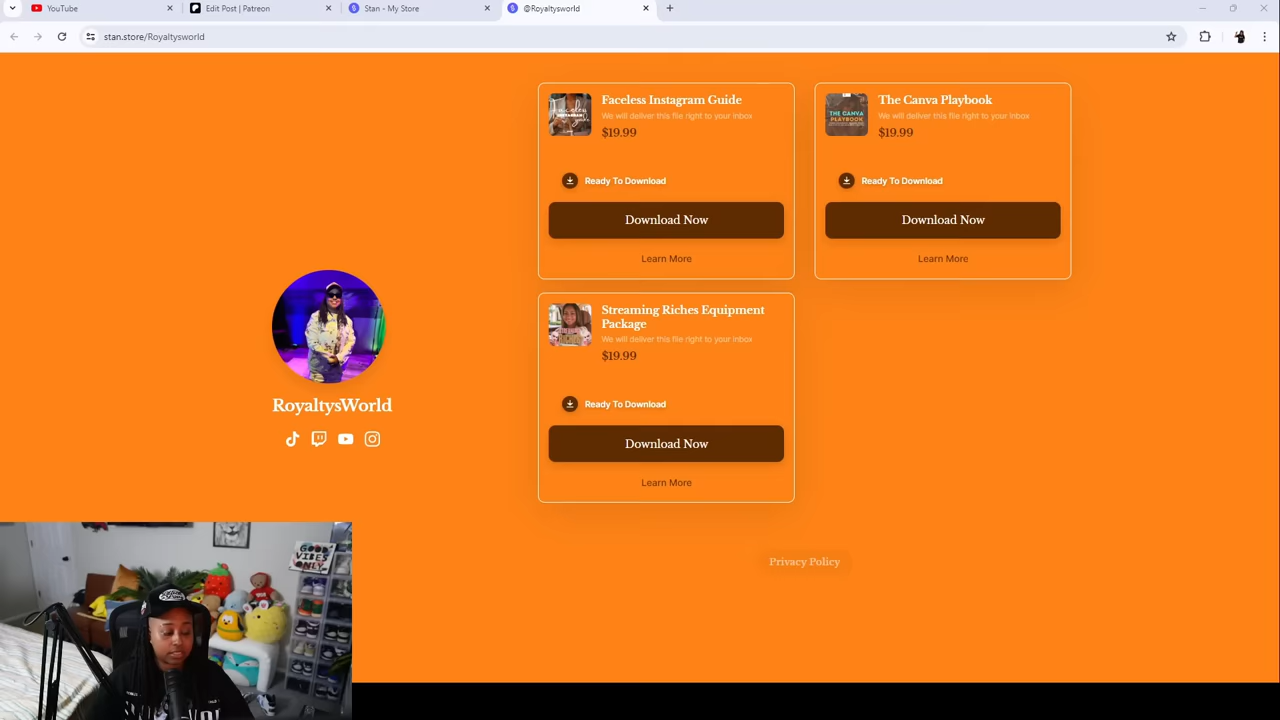 YouTube
Edit Post | Patreon
Stan - My Store
@Royaltysworld
stan.store/Royaltysworld
Faceless Instagram Guide
We will deliver this file right to your inbox
$19.99
Ready To Download
Download Now
Learn More
THE CANVA
PLAYBOOK
The Canva Playbook
We will deliver this file right to your inbox
$19.99
Ready To Download
Download Now
Learn More
Streaming Riches Equipment
Package
We will deliver this file right to your inbox
$19.99
Ready To Download
Download Now
Learn More
RoyaltysWorld
Privacy Policy
GOOD
VIBES
ONLY